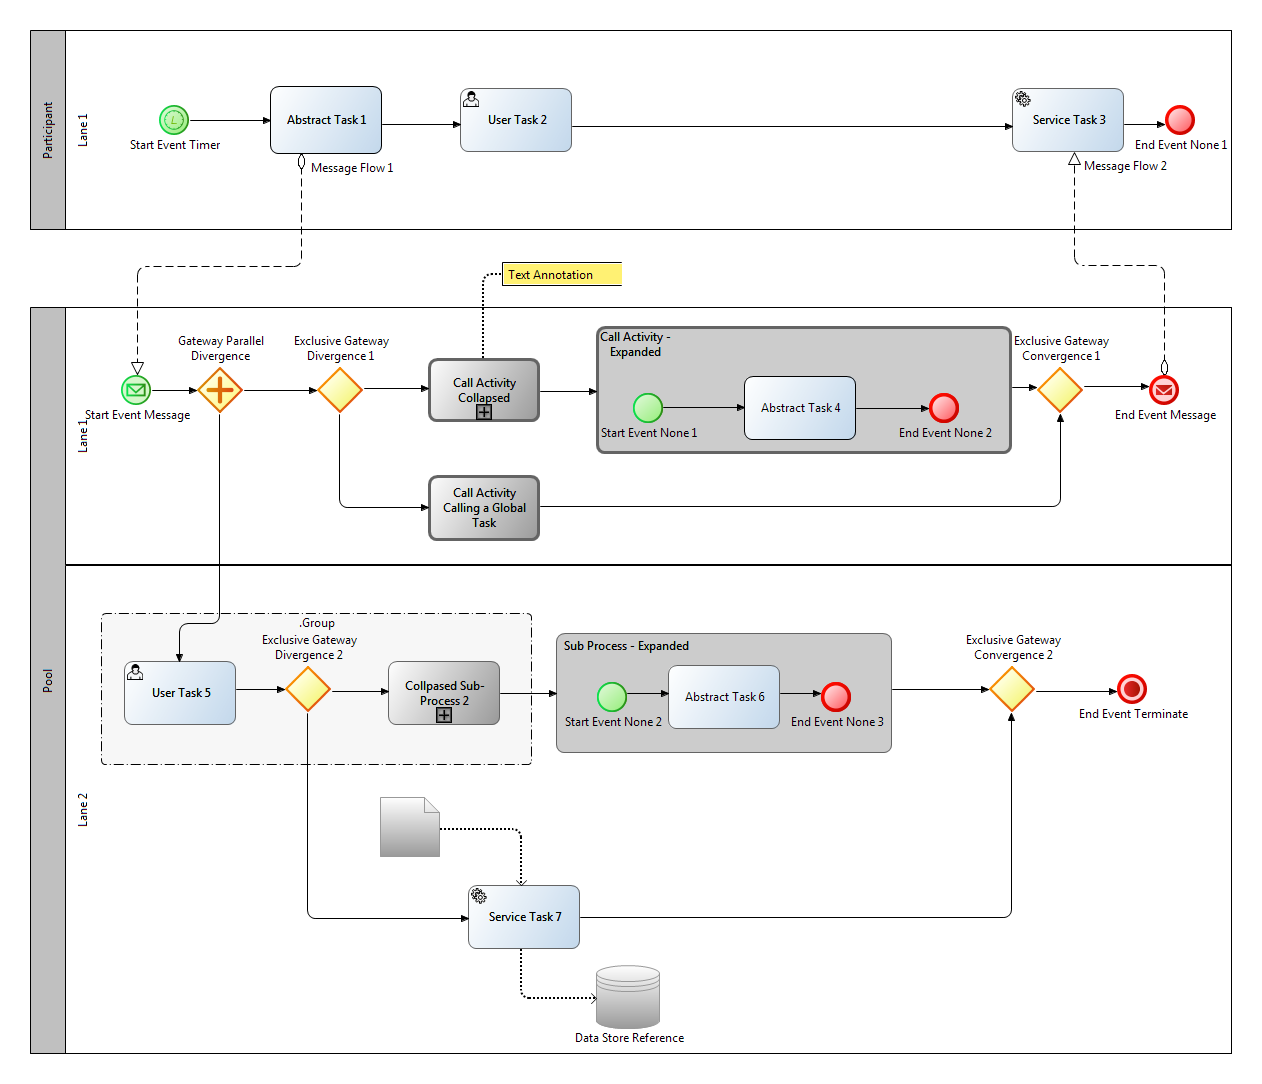 Participant
Lane 1
Start Event Timer
Abstract Task 1
User Task 2
Service Task 3
End Event None 1
Message Flow 1
Message Flow 2
Text Annotation
Pool
Lane 1
Start Event Message
Gateway Parallel
Divergence
Exclusive Gateway
Divergence 1
Call Activity
Collapsed
Call Activity -
Expanded
Start Event None 1
Abstract Task 4
End Event None 2
Exclusive Gateway
Convergence 1
End Event Message
Call Activity
Calling a Global
Task
Lane 2
.Group
User Task 5
Exclusive Gateway
Divergence 2
Collpased Sub-
Process 2
Sub Process - Expanded
Start Event None 2
Abstract Task 6
End Event None 3
Exclusive Gateway
Convergence 2
End Event Terminate
Service Task 7
Data Store Reference